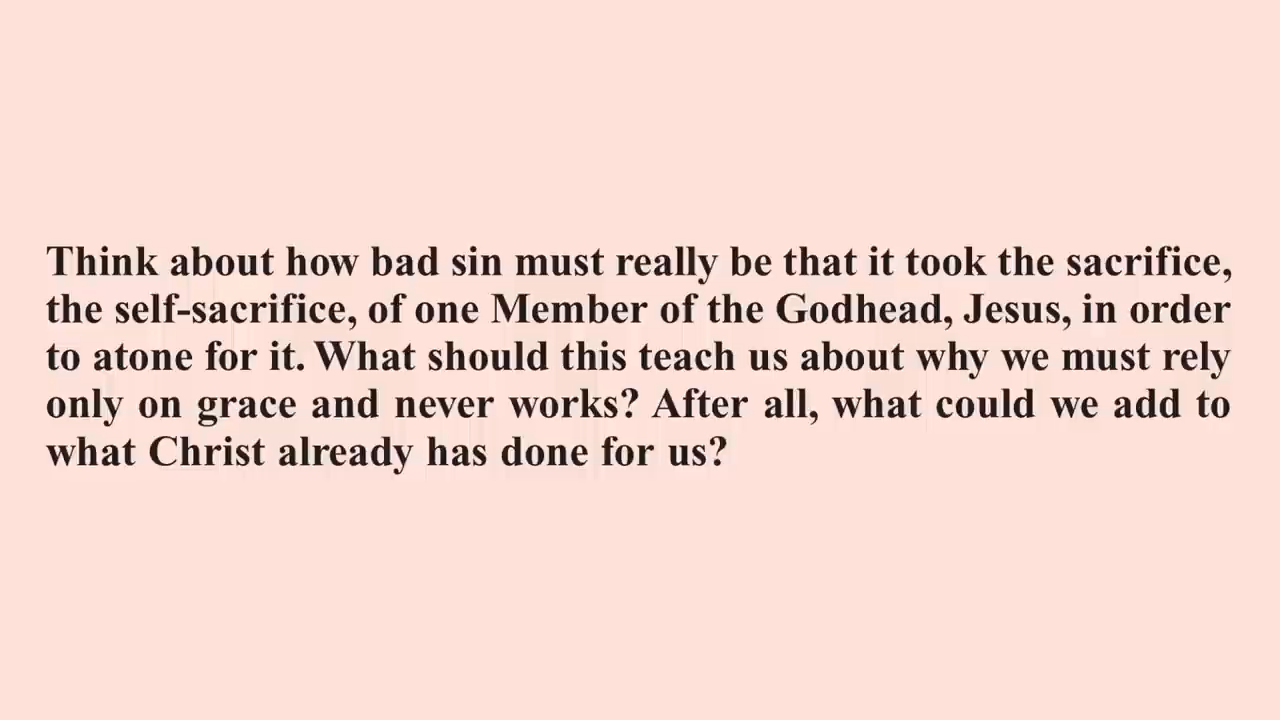 Think about how bad sin must really be that it took the sacrifice,
the self-sacrifice, of one Member of the Godhead, Jesus, in order
to atone for it. What should this teach us about why we must rely
only on grace and never works? After all, what could we add to
what Christ already has done for us?